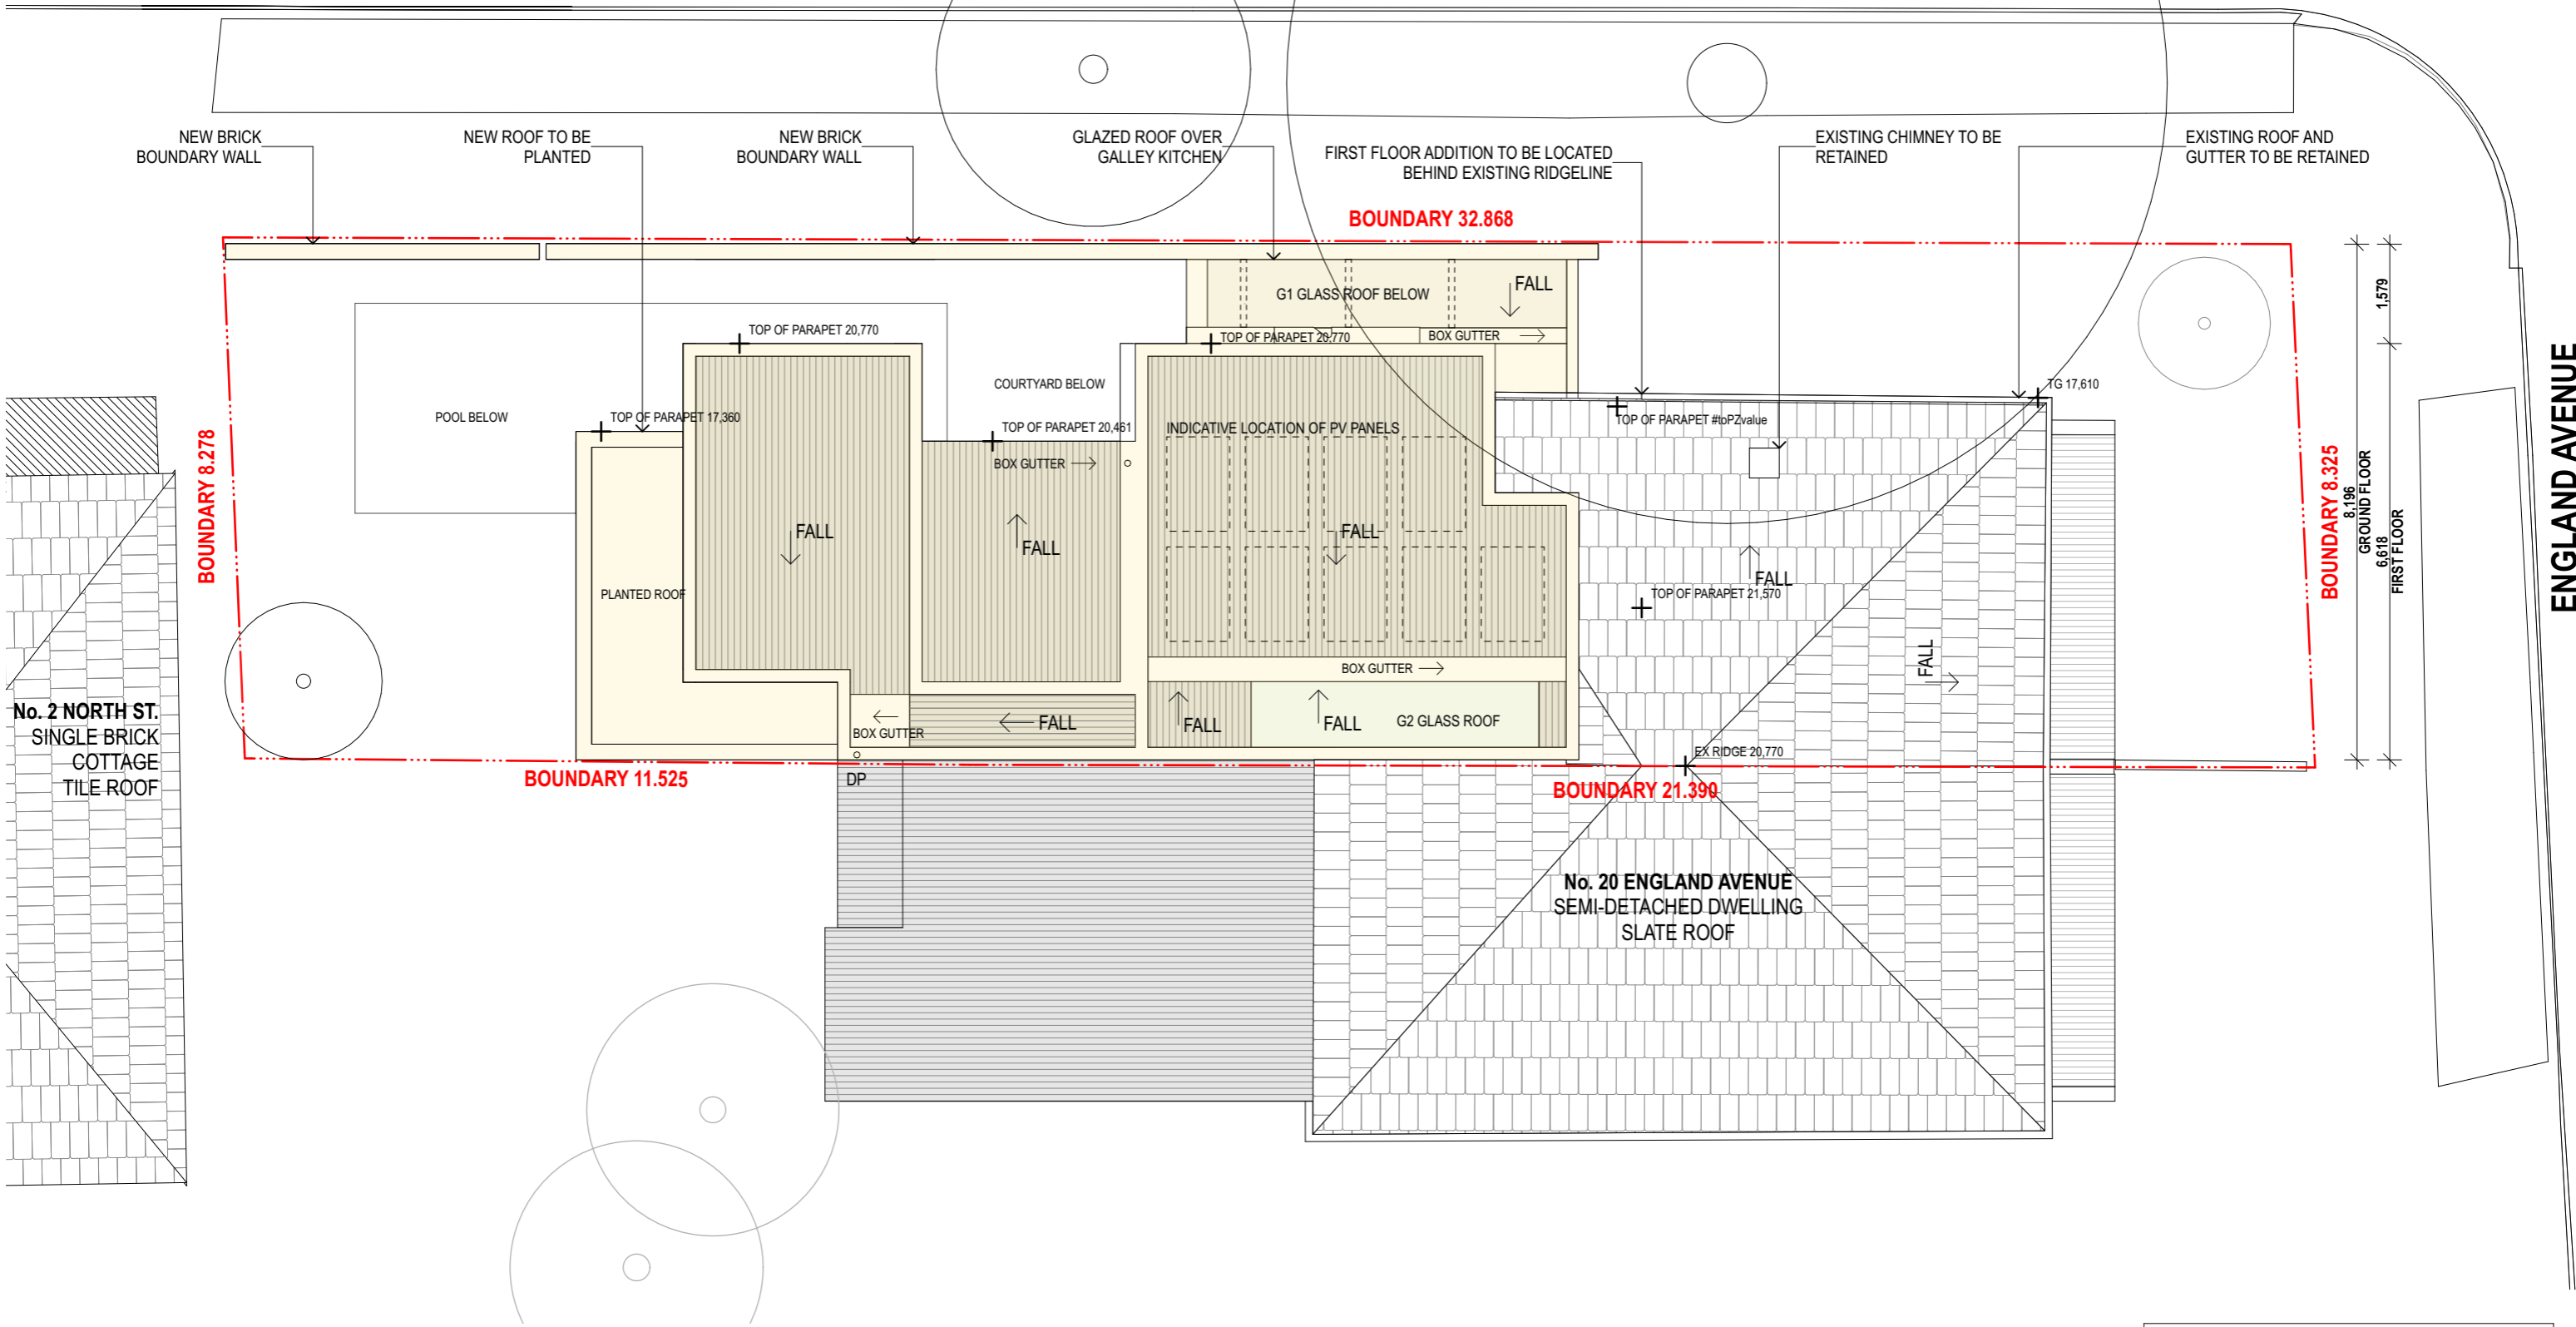 NEW BRICK
BOUNDARY WALL
NEW ROOF TO BE
PLANTED
NEW BRICK
BOUNDARY WALL
GLAZED ROOF OVER
GALLEY KITCHEN
FIRST FLOOR ADDITION TO BE LOCATED
BEHIND EXISTING RIDGELINE
EXISTING CHIMNEY TO BE
RETAINED
EXISTING ROOF AND
GUTTER TO BE RETAINED
BOUNDARY 32.868
G1 GLASS ROOF BELOW
FALL
TOP OF PARAPET 20,770
TOP OF PARAPET 20,770
BOX GUTTER
1,579
COURTYARD BELOW
TG 17,610
POOL BELOW
TOP OF PARAPET 17,360
TOP OF PARAPET 20,461
INDICATIVE LOCATION OF PV PANELS
TOP OF PARAPET #toPZvalue
BOX GUTTER
BOUNDARY 8.278
BOUNDARY 8.325
8,196
GROUND FLOOR
6,618
FIRST FLOOR
ENGLAND AVENUE
FALL
FALL
FALL
FALL
PLANTED ROOF
TOP OF PARAPET 21,570
FALL
BOX GUTTER
No. 2 NORTH ST.
SINGLE BRICK
COTTAGE
TILE ROOF
BOX GUTTER
FALL
FALL
FALL
G2 GLASS ROOF
EX RIDGE 20,770
DP
BOUNDARY 11.525
BOUNDARY 21.390
No. 20 ENGLAND AVENUE
SEMI-DETACHED DWELLING
SLATE ROOF